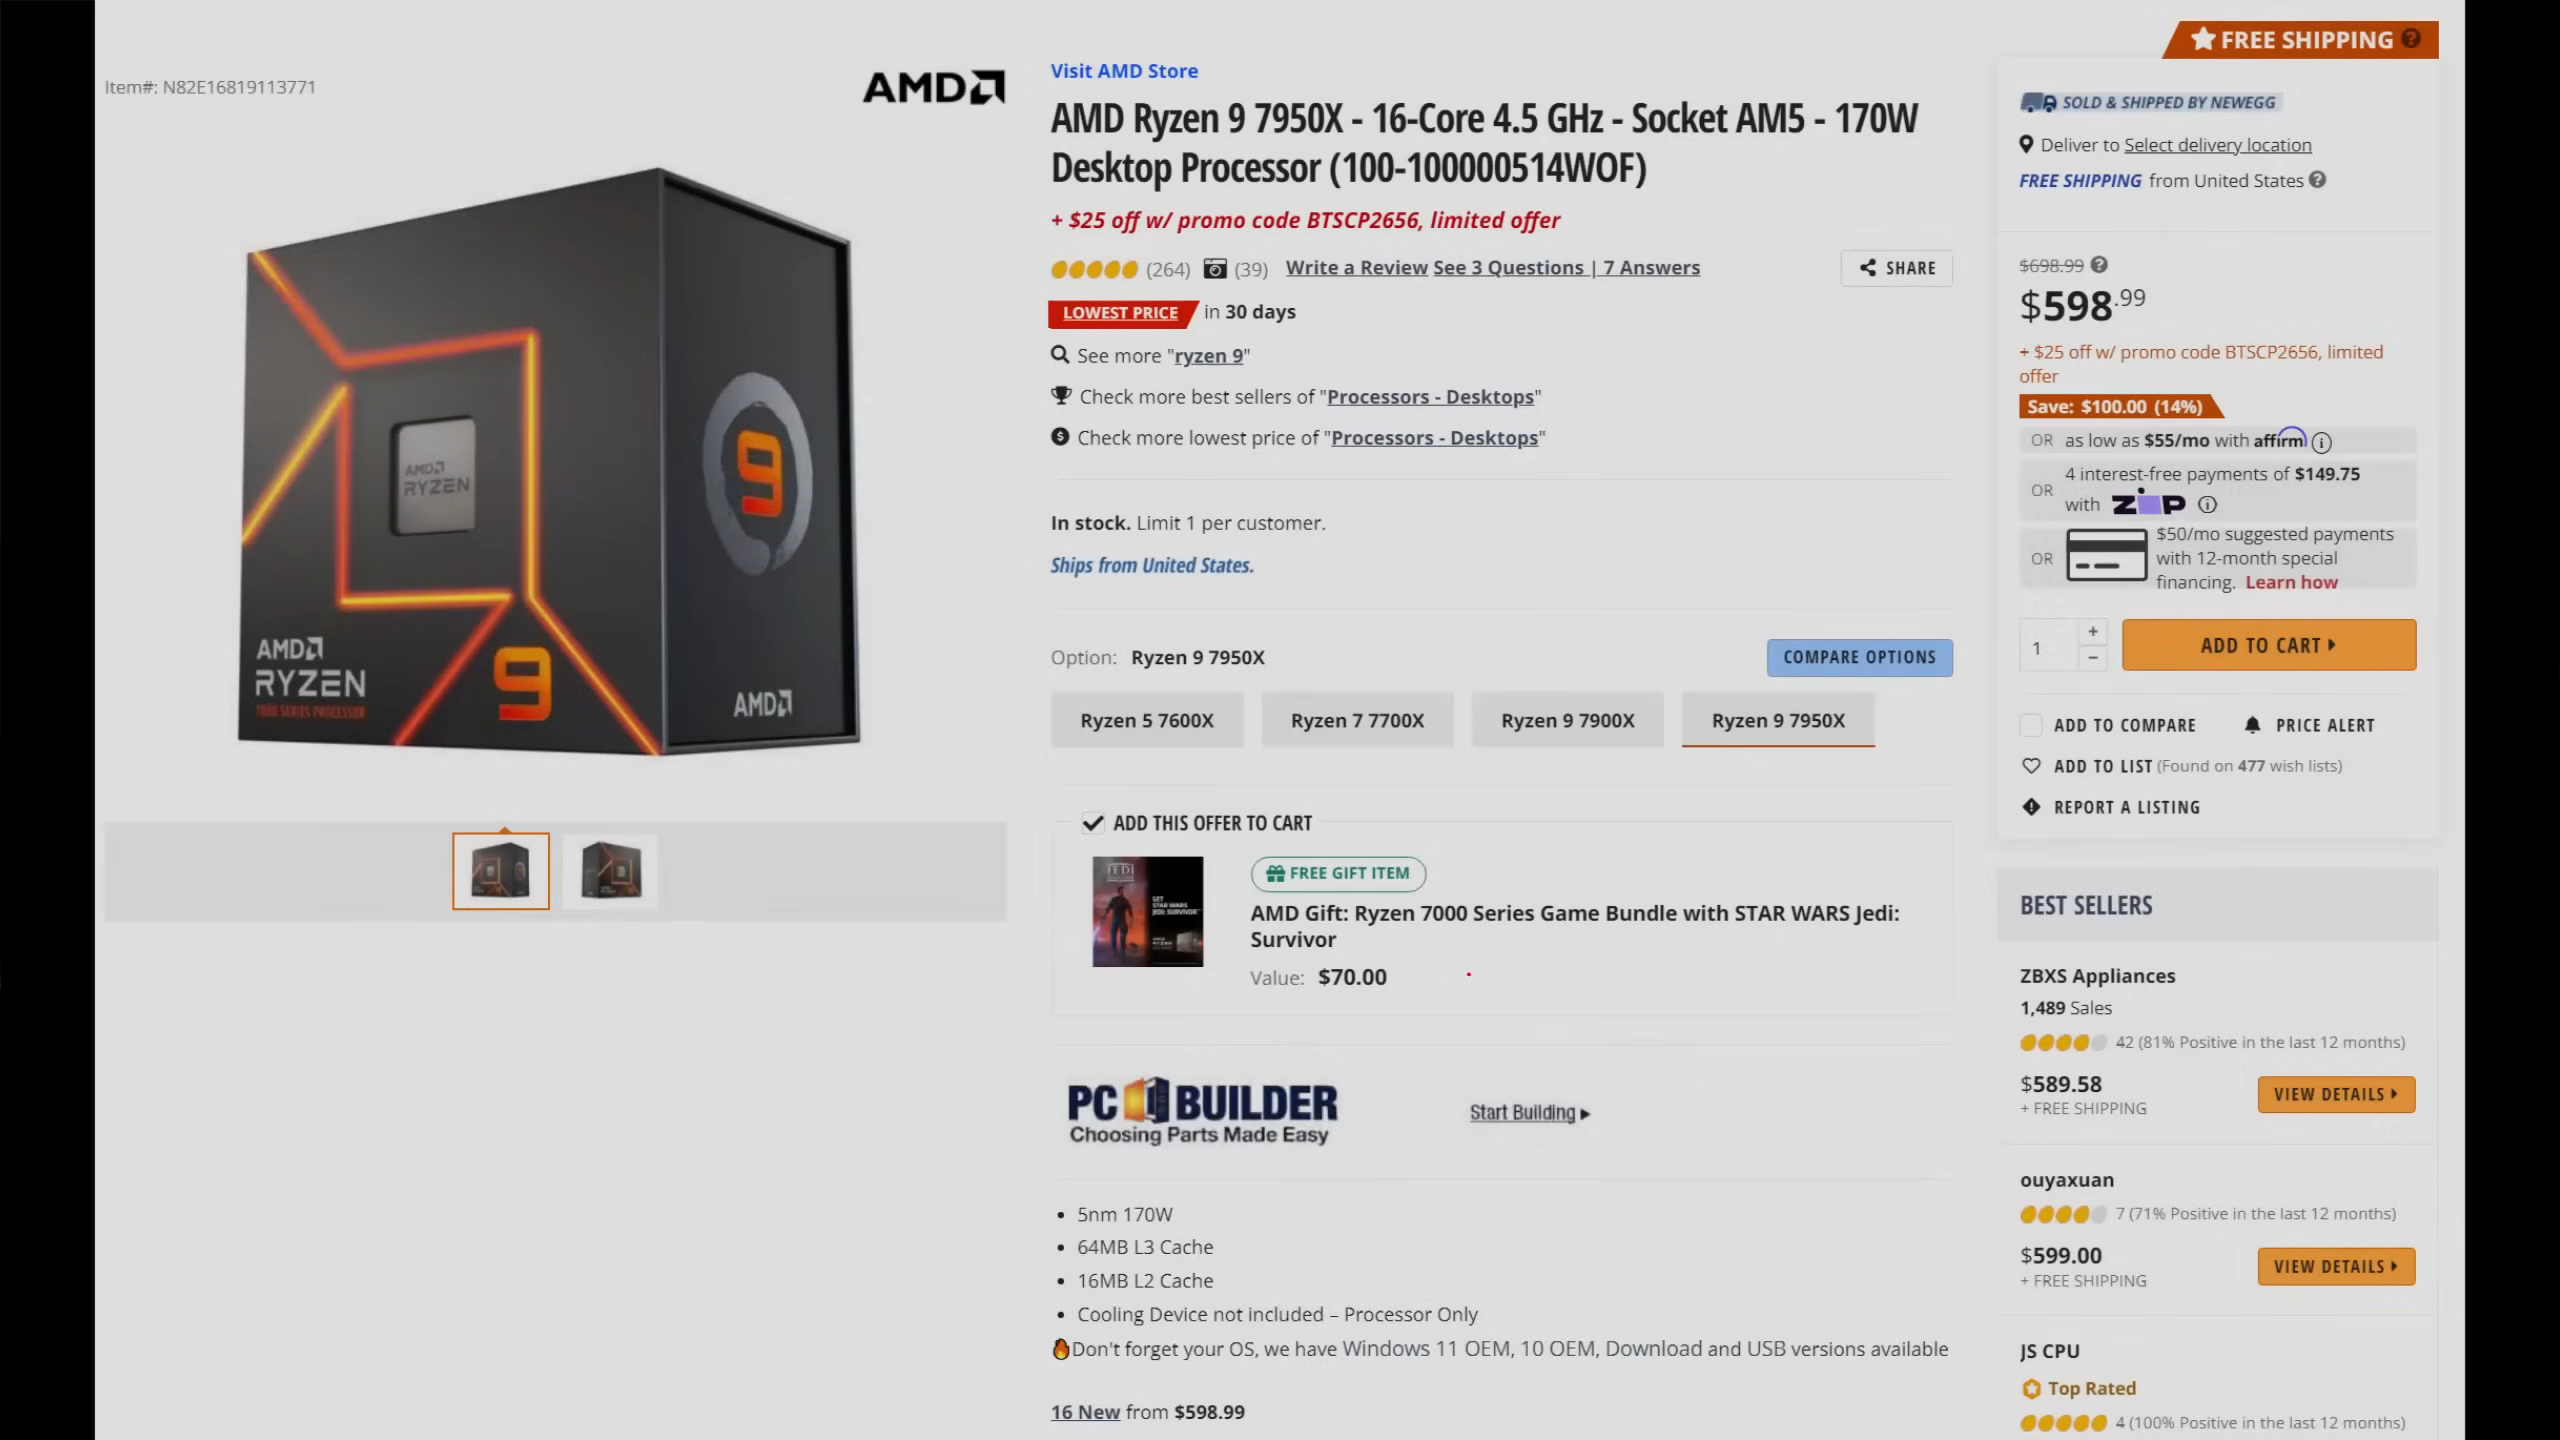 FREE SHIPPING
Item#: N82E16819113771
AMD
AMD
RYZEN
9
AMD
RYZEN
7000 SERIES PROCESSOR
9
AMD
Visit AMD Store
AMD Ryzen 9 7950X - 16-Core 4.5 GHz - Socket AM5 - 170W
Desktop Processor (100-100000514WOF)
+ $25 off w/ promo code BTSCP2656, limited offer
(264) (39) Write a Review See 3 Questions | 7 Answers
SHARE
LOWEST PRICE in 30 days
See more "ryzen 9"
Check more best sellers of "Processors - Desktops"
Check more lowest price of "Processors - Desktops"
In stock. Limit 1 per customer.
Ships from United States.
Option: Ryzen 9 7950X
COMPARE OPTIONS
Ryzen 5 7600X Ryzen 7 7700X Ryzen 9 7900X Ryzen 9 7950X
ADD THIS OFFER TO CART
JEDI
GET
STAR WARS
JEDI: SURVIVOR
FREE GIFT ITEM
AMD Gift: Ryzen 7000 Series Game Bundle with STAR WARS Jedi:
Survivor
Value: $70.00
PC BUILDER
Choosing Parts Made Easy
Start Building
• 5nm 170W
• 64MB L3 Cache
• 16MB L2 Cache
• Cooling Device not included – Processor Only
Don't forget your OS, we have Windows 11 OEM, 10 OEM, Download and USB versions available
16 New from $598.99
SOLD & SHIPPED BY NEWEGG
Deliver to Select delivery location
FREE SHIPPING from United States
$698.99
$598.99
+ $25 off w/ promo code BTSCP2656, limited
offer
Save: $100.00 (14%)
OR as low as $55/mo with affirm
OR 4 interest-free payments of $149.75
with ZIP
OR $50/mo suggested payments
with 12-month special
financing. Learn how
1 + −
ADD TO CART
ADD TO COMPARE PRICE ALERT
ADD TO LIST (Found on 477 wish lists)
REPORT A LISTING
BEST SELLERS
ZBXS Appliances
1,489 Sales
42 (81% Positive in the last 12 months)
$589.58
+ FREE SHIPPING
VIEW DETAILS
ouyaxuan
7 (71% Positive in the last 12 months)
$599.00
+ FREE SHIPPING
VIEW DETAILS
JS CPU
Top Rated
4 (100% Positive in the last 12 months)